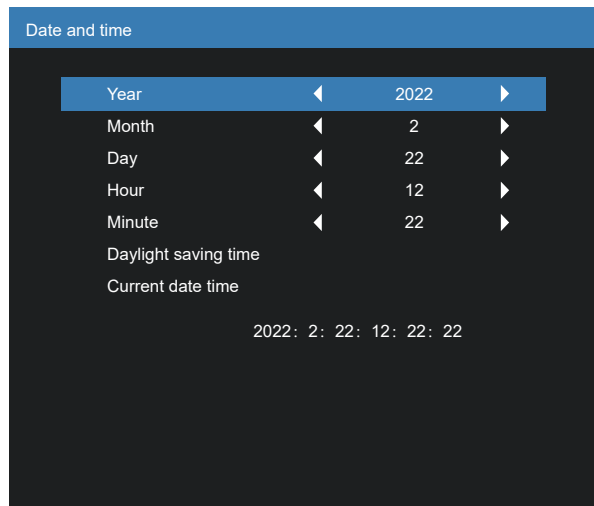 Date and time
Year 2022
Month 2
Day 22
Hour 12
Minute 22
Daylight saving time
Current date time
2022: 2: 22: 12: 22: 22